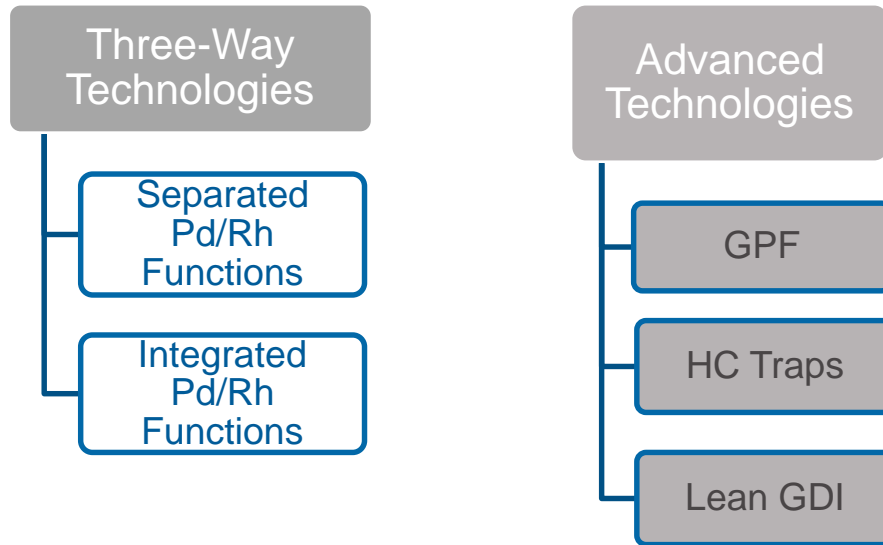 Three-Way
Technologies
Separated
Pd/Rh
Functions
Integrated
Pd/Rh
Functions
Advanced
Technologies
GPF
HC Traps
Lean GDI